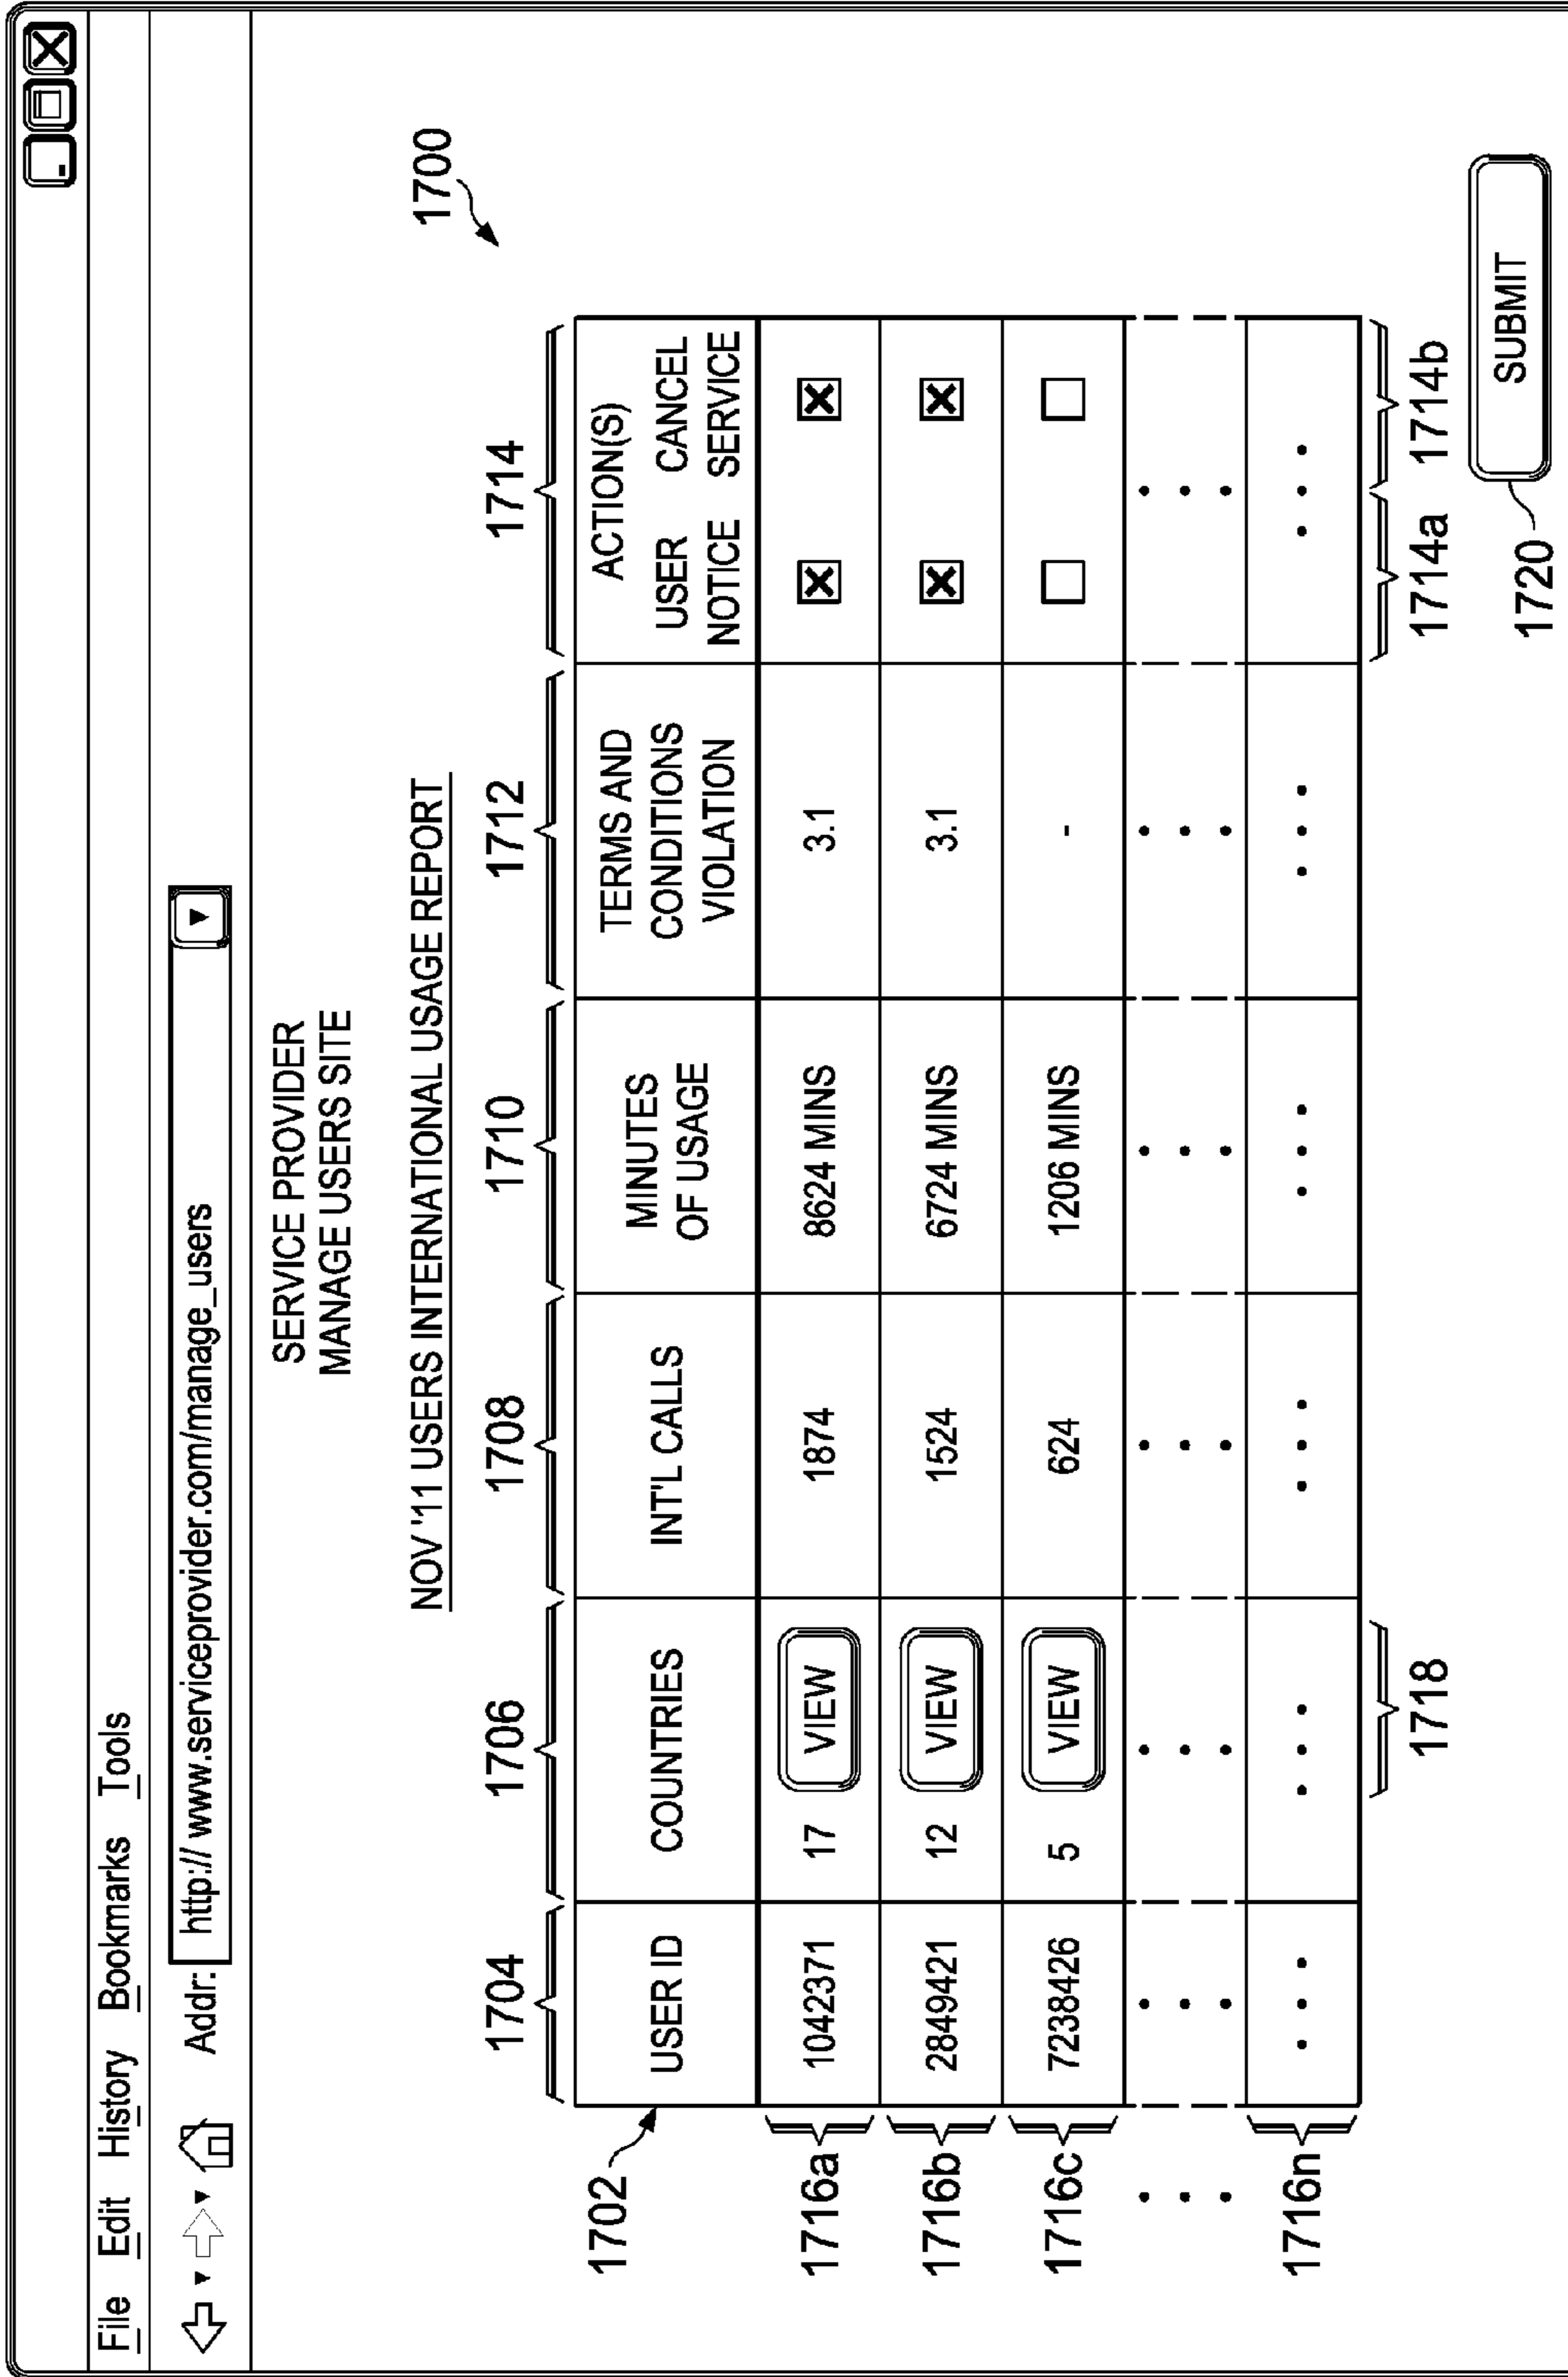 File Edit History Bookmarks Tools
Addr: http:// www.serviceprovider.com/manage_users
SERVICE PROVIDER
MANAGE USERS SITE
NOV '11 USERS INTERNATIONAL USAGE REPORT
1700
1704 1706 1708 1710 1712 1714
1702
USER ID COUNTRIES INT'L CALLS MINUTES OF USAGE TERMS AND CONDITIONS VIOLATION ACTION(S) USER NOTICE CANCEL SERVICE
1716a 1042371 17 VIEW 1874 8624 MINS 3.1
1716b 2849421 12 VIEW 1524 6724 MINS 3.1
1716c 7238426 5 VIEW 624 1206 MINS -
1716n
1718 1714a 1714b
1720 SUBMIT